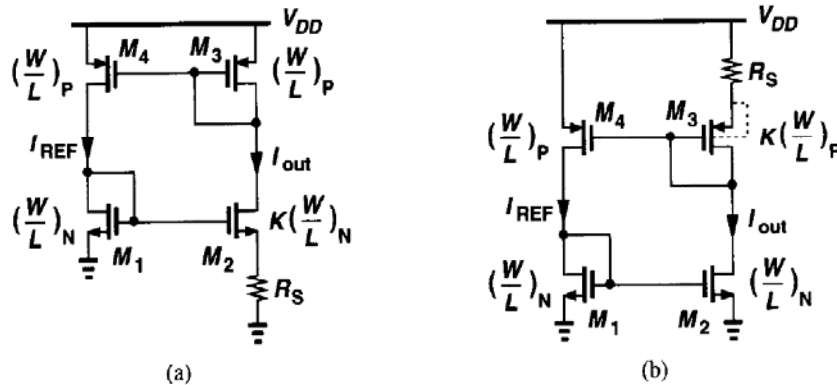 V_DD
M_4
M_3
(W/L)_P
(W/L)_P
I_REF
I_out
(W/L)_N
K(W/L)_N
M_1
M_2
R_S
(a)
V_DD
R_S
M_4
M_3
(W/L)_P
K(W/L)_P
I_REF
I_out
(W/L)_N
(W/L)_N
M_1
M_2
(b)